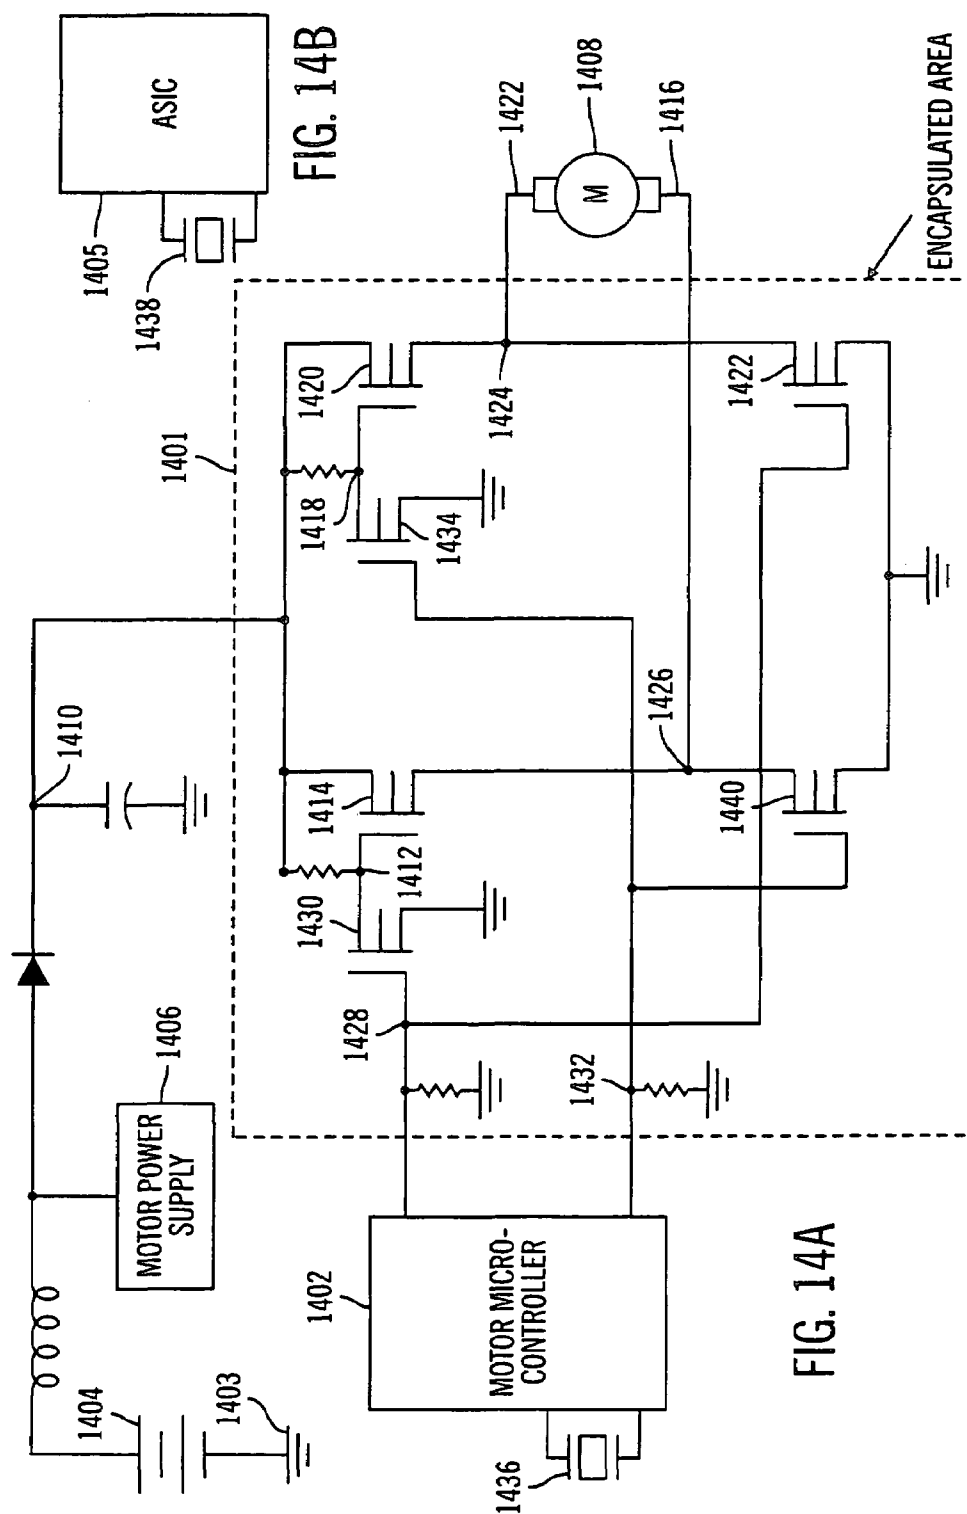 1404
1403
MOTOR POWER
SUPPLY
1406
1410
1405
ASIC
1438
FIG. 14B
1401
1402
MOTOR MICRO-
CONTROLLER
1436
1428
1432
1430
1412
1414
1418
1434
1420
1424
1426
1440
1422
1422
M
1408
1416
ENCAPSULATED AREA
FIG. 14A